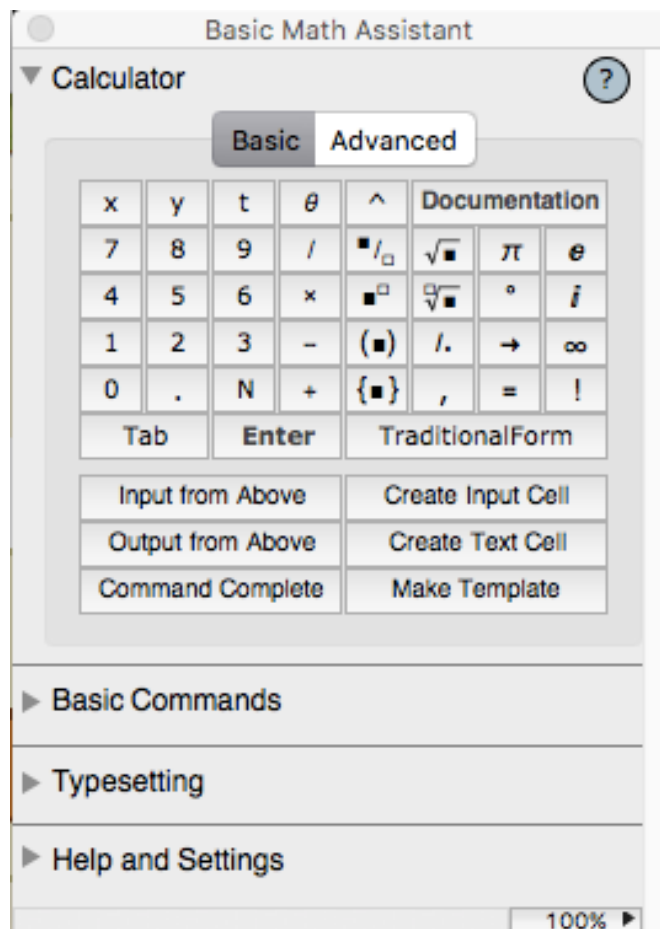 Basic Math Assistant
Calculator ?
Basic Advanced
x y t θ ^ Documentation
7 8 9 / ■/□ √■ π e
4 5 6 × ■□ □√■ ° i
1 2 3 − (■) /. → ∞
0 . N + {■} , = !
Tab Enter TraditionalForm
Input from Above Create Input Cell
Output from Above Create Text Cell
Command Complete Make Template
Basic Commands
Typesetting
Help and Settings
100%